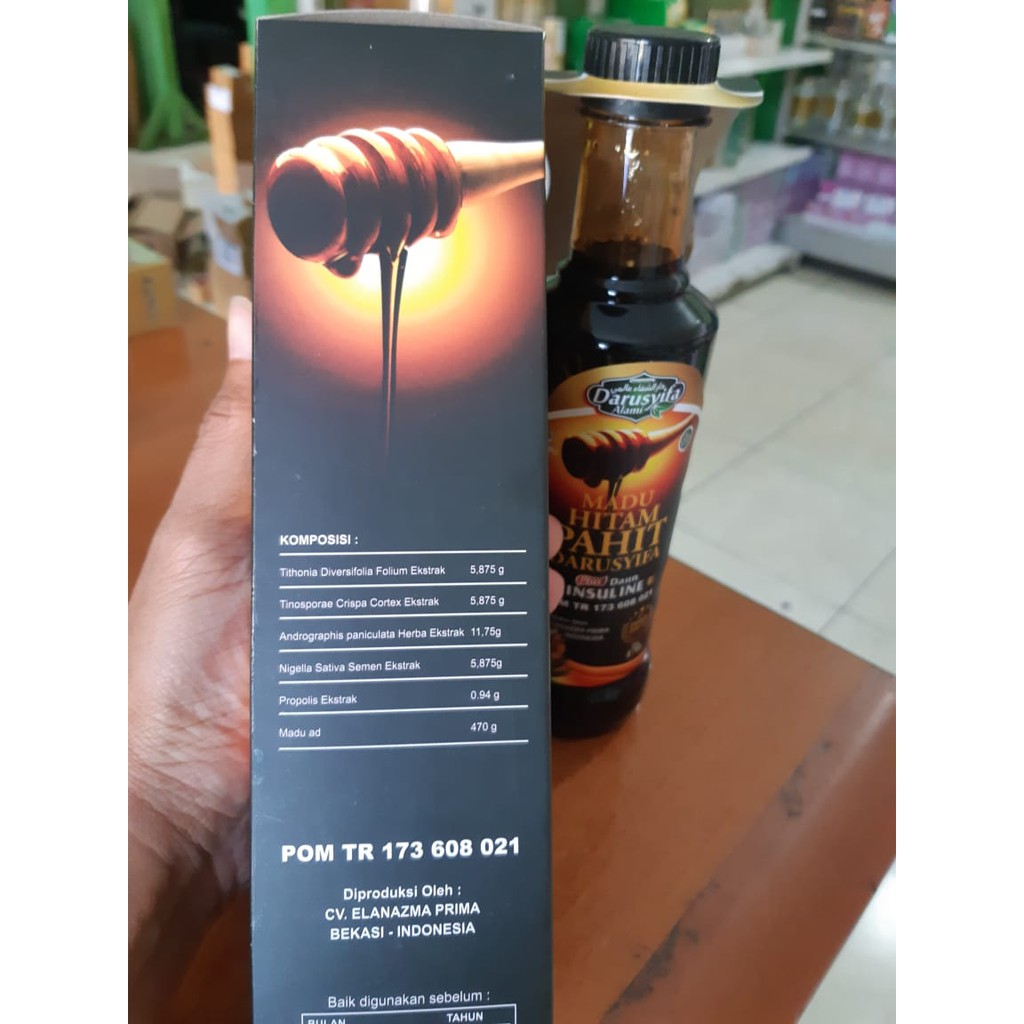 KOMPOSISI :
Tithonia Diversifolia Folium Ekstrak 5,875 g
Tinosporae Crispa Cortex Ekstrak 5,875 g
Andrographis paniculata Herba Ekstrak 11,75g
Nigella Sativa Semen Ekstrak 5,875g
Propolis Ekstrak 0.94 g
Madu ad 470 g
POM TR 173 608 021
Diproduksi Oleh :
CV. ELANAZMA PRIMA
BEKASI - INDONESIA
Baik digunakan sebelum :
BULAN TAHUN
Darusyifa
Alami
MADU
HITAM
PAHIT
DARUSYIFA
Plus Daun
INSULINE
TR 173 608 021